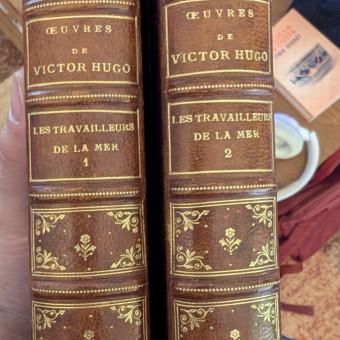 ŒUVRES
DE
VICTOR HUGO
LES TRAVAILLEURS
DE LA MER
1
ŒUVRES
DE
VICTOR HUGO
LES TRAVAILLEURS
DE LA MER
2